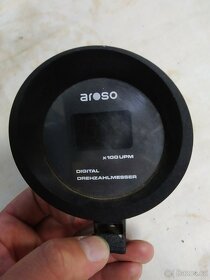 aroso
x100 UPM
DIGITAL
DREHZAHLMESSER